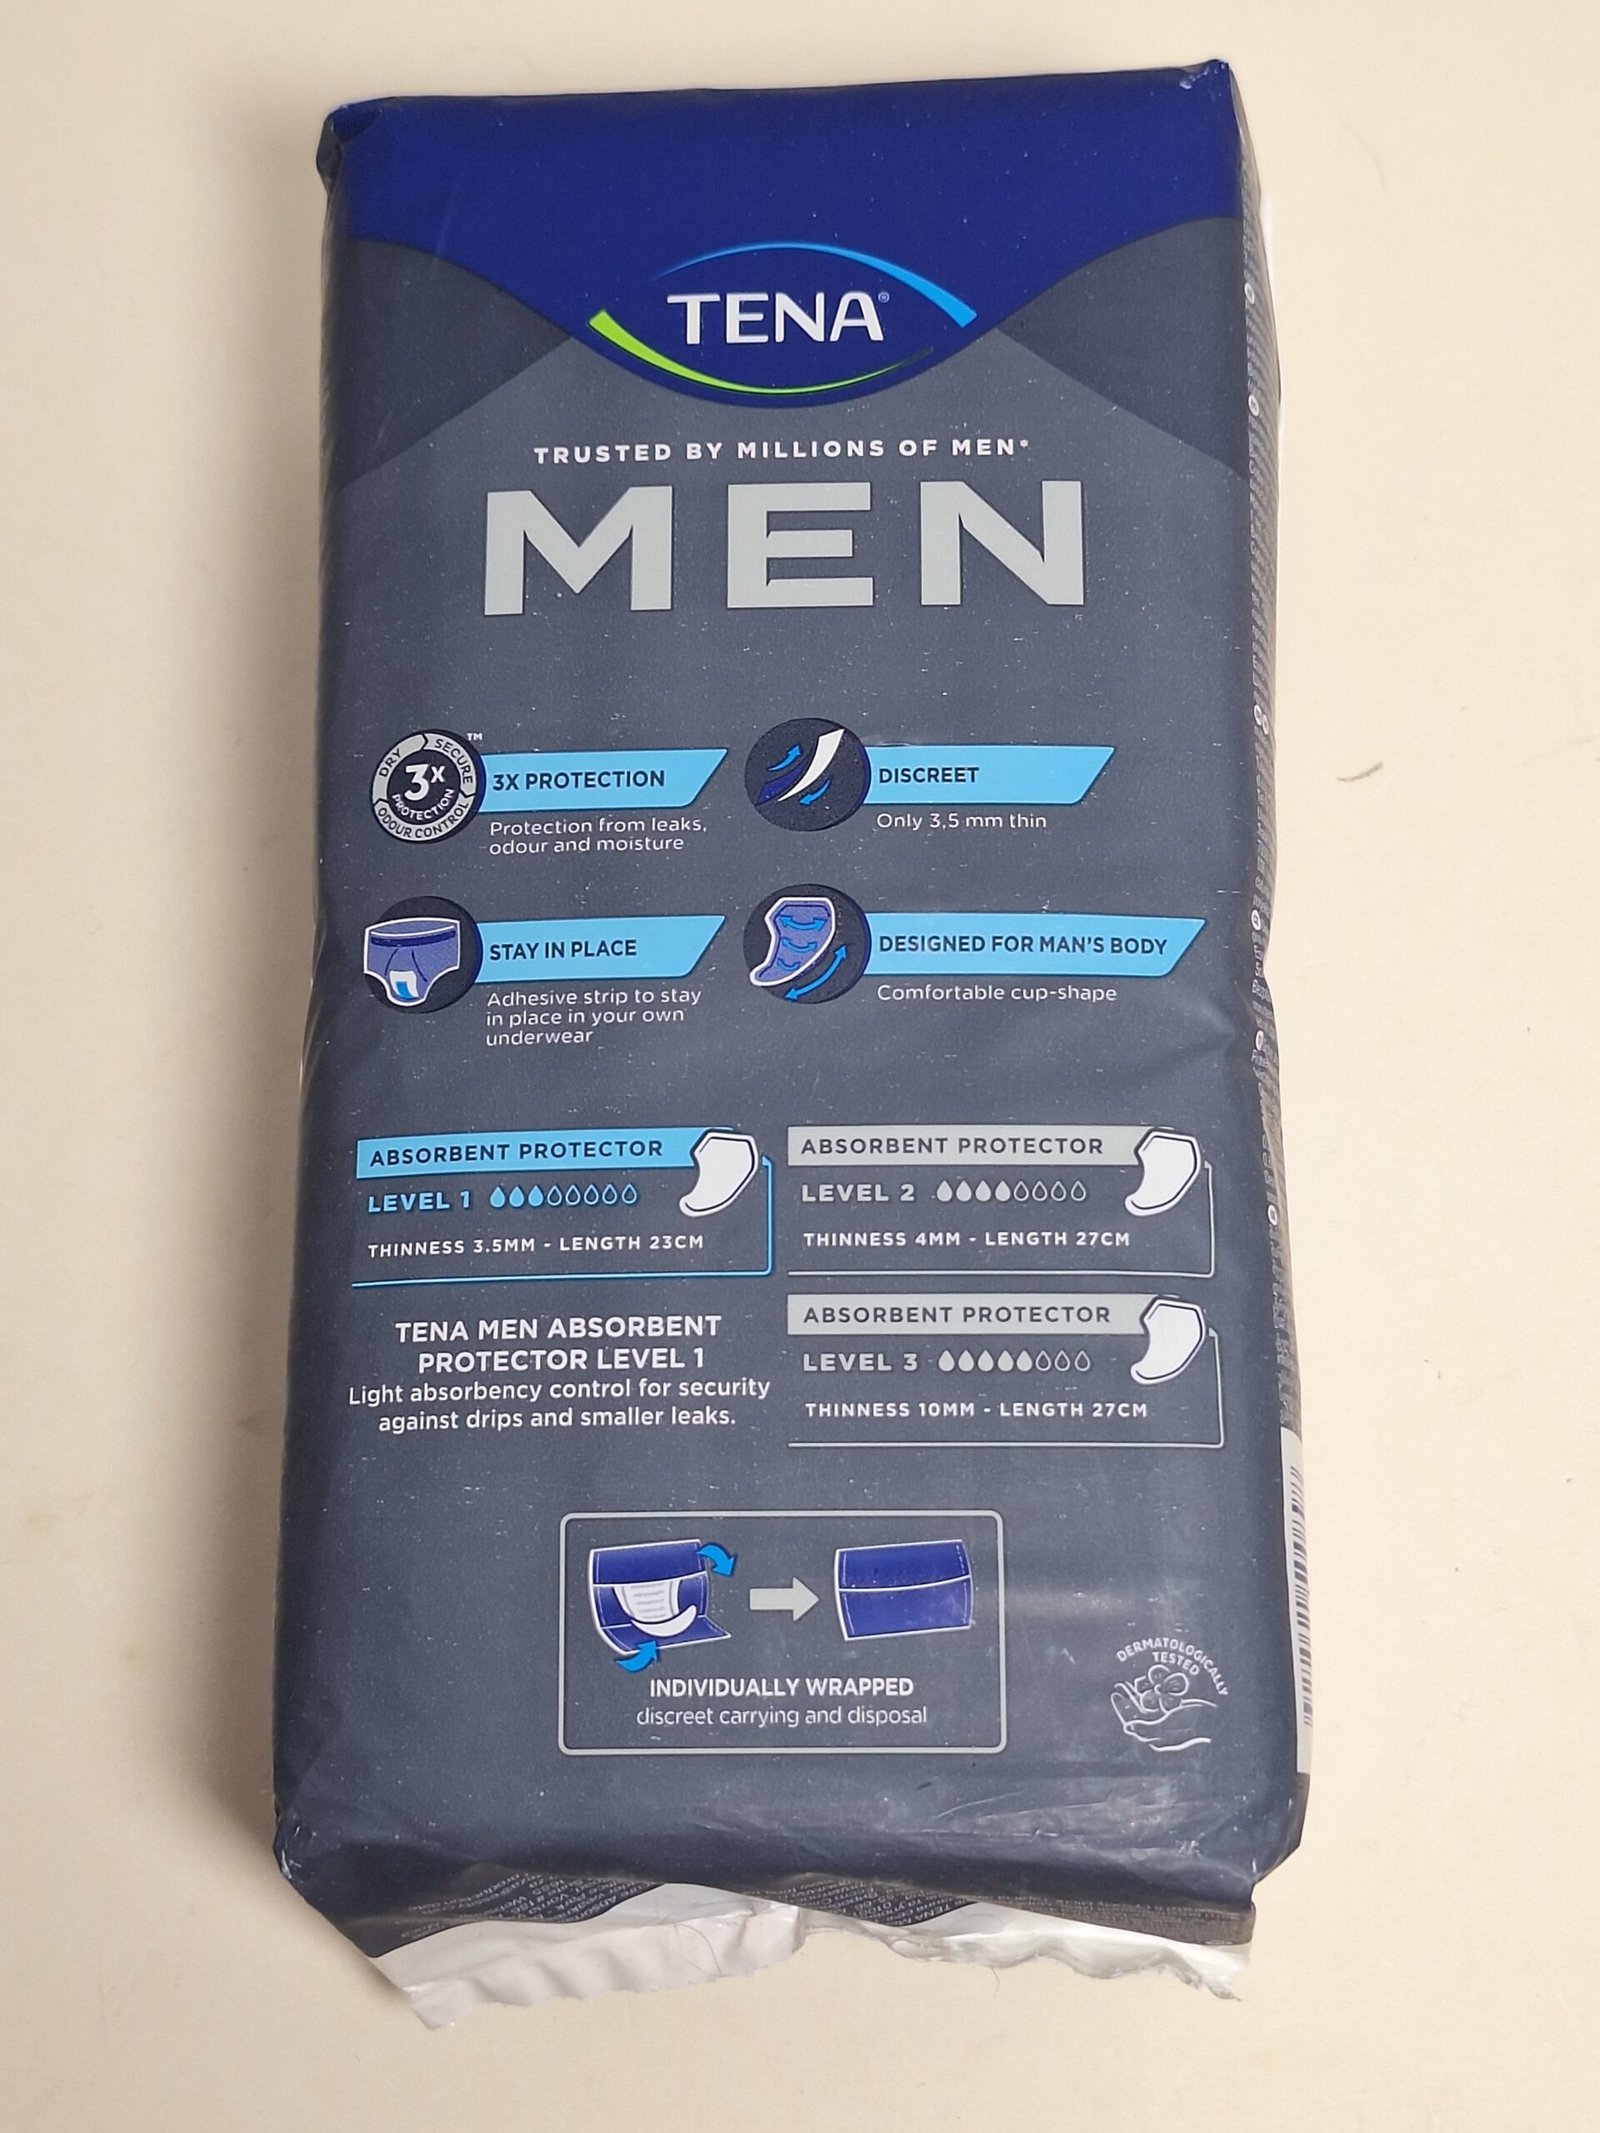 TENA®
TRUSTED BY MILLIONS OF MEN*
MEN
DRY SECURE ™
3X
PROTECTION
ODOUR CONTROL
3X PROTECTION
Protection from leaks,
odour and moisture
DISCREET
Only 3,5 mm thin
STAY IN PLACE
Adhesive strip to stay
in place in your own
underwear
DESIGNED FOR MAN'S BODY
Comfortable cup-shape
ABSORBENT PROTECTOR
LEVEL 1
THINNESS 3.5MM - LENGTH 23CM
ABSORBENT PROTECTOR
LEVEL 2
THINNESS 4MM - LENGTH 27CM
TENA MEN ABSORBENT
PROTECTOR LEVEL 1
Light absorbency control for security
against drips and smaller leaks.
ABSORBENT PROTECTOR
LEVEL 3
THINNESS 10MM - LENGTH 27CM
INDIVIDUALLY WRAPPED
discreet carrying and disposal
DERMATOLOGICALLY
TESTED